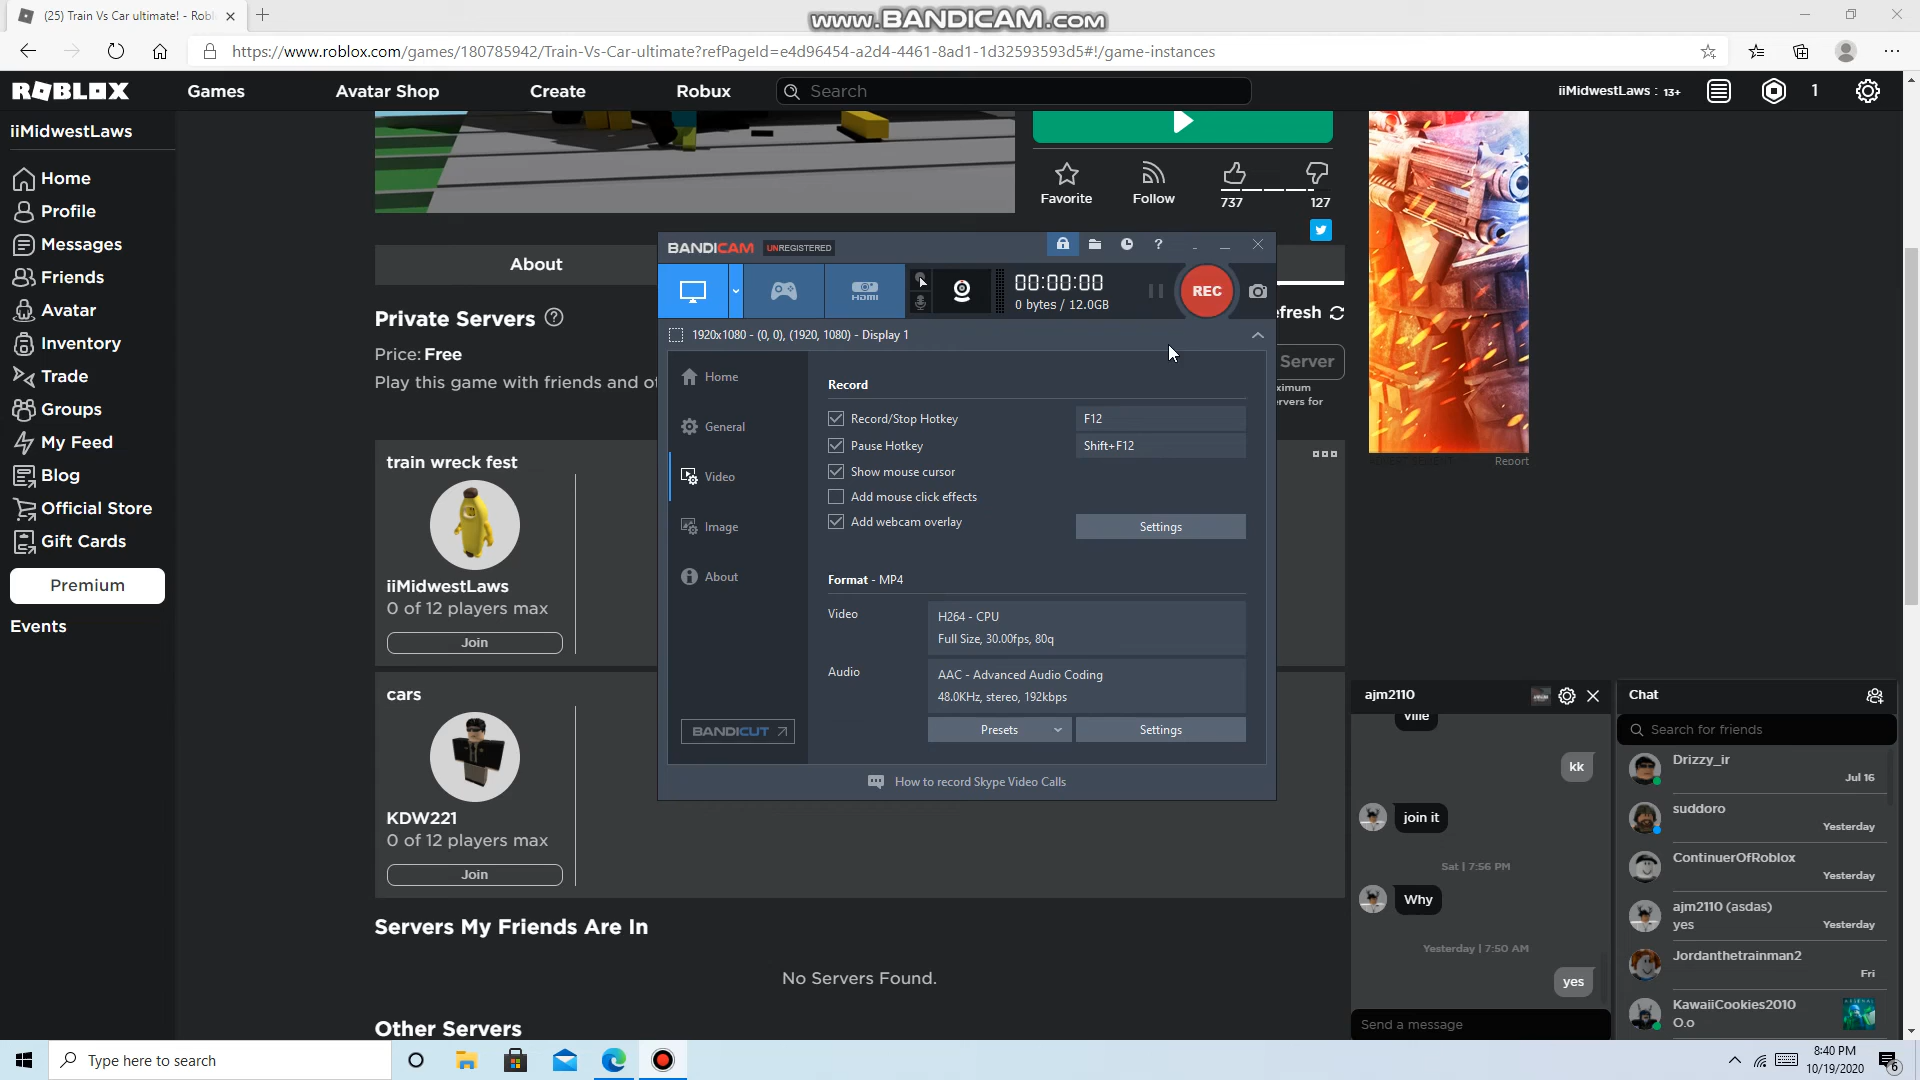 (25) Train Vs Car ultimate! - Rob
www.BANDICAM.com
https://www.roblox.com/games/180785942/Train-Vs-Car-ultimate?refPageId=e4d96454-a2d4-4461-8ad1-1d32593593d5#!/game-instances
ROBLOX
Games
Avatar Shop
Create
Robux
Search
iiMidwestLaws : 13+
1
iiMidwestLaws
Home
Profile
Messages
Friends
Avatar
Inventory
Trade
Groups
My Feed
Blog
Official Store
Gift Cards
Premium
Events
Favorite
Follow
737
127
About
Private Servers
Price: Free
Play this game with friends and ot
efresh
Server
ximum
ervers for
train wreck fest
iiMidwestLaws
0 of 12 players max
Join
cars
KDW221
0 of 12 players max
Join
Servers My Friends Are In
No Servers Found.
Other Servers
BANDICAM UNREGISTERED
HDMI
00:00:00
0 bytes / 12.0GB
REC
1920x1080 - (0, 0), (1920, 1080) - Display 1
Home
General
Video
Image
About
BANDICUT
Record
Record/Stop Hotkey
F12
Pause Hotkey
Shift+F12
Show mouse cursor
Add mouse click effects
Add webcam overlay
Settings
Format - MP4
Video
H264 - CPU
Full Size, 30.00fps, 80q
Audio
AAC - Advanced Audio Coding
48.0KHz, stereo, 192kbps
Presets
Settings
How to record Skype Video Calls
ADVERTISEMENT
Report
ajm2110
ville
kk
join it
Sat | 7:56 PM
Why
Yesterday | 7:50 AM
yes
Send a message
Chat
Search for friends
Drizzy_ir
Jul 16
suddoro
Yesterday
ContinuerOfRoblox
Yesterday
ajm2110 (asdas)
yes
Yesterday
Jordanthetrainman2
Fri
KawaiiCookies2010
O.o
Type here to search
8:40 PM
10/19/2020
6